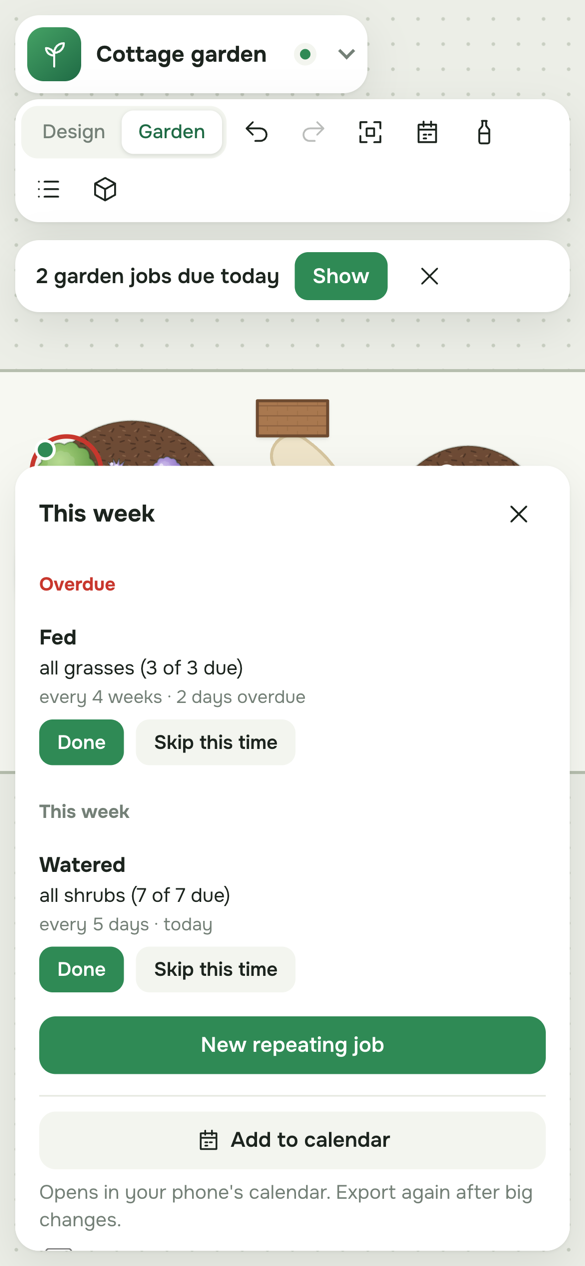 Cottage garden
Design
Garden
2 garden jobs due today
Show
This week
Overdue
Fed
all grasses (3 of 3 due)
every 4 weeks · 2 days overdue
Done
Skip this time
This week
Watered
all shrubs (7 of 7 due)
every 5 days · today
Done
Skip this time
New repeating job
Add to calendar
Opens in your phone's calendar. Export again after big
changes.